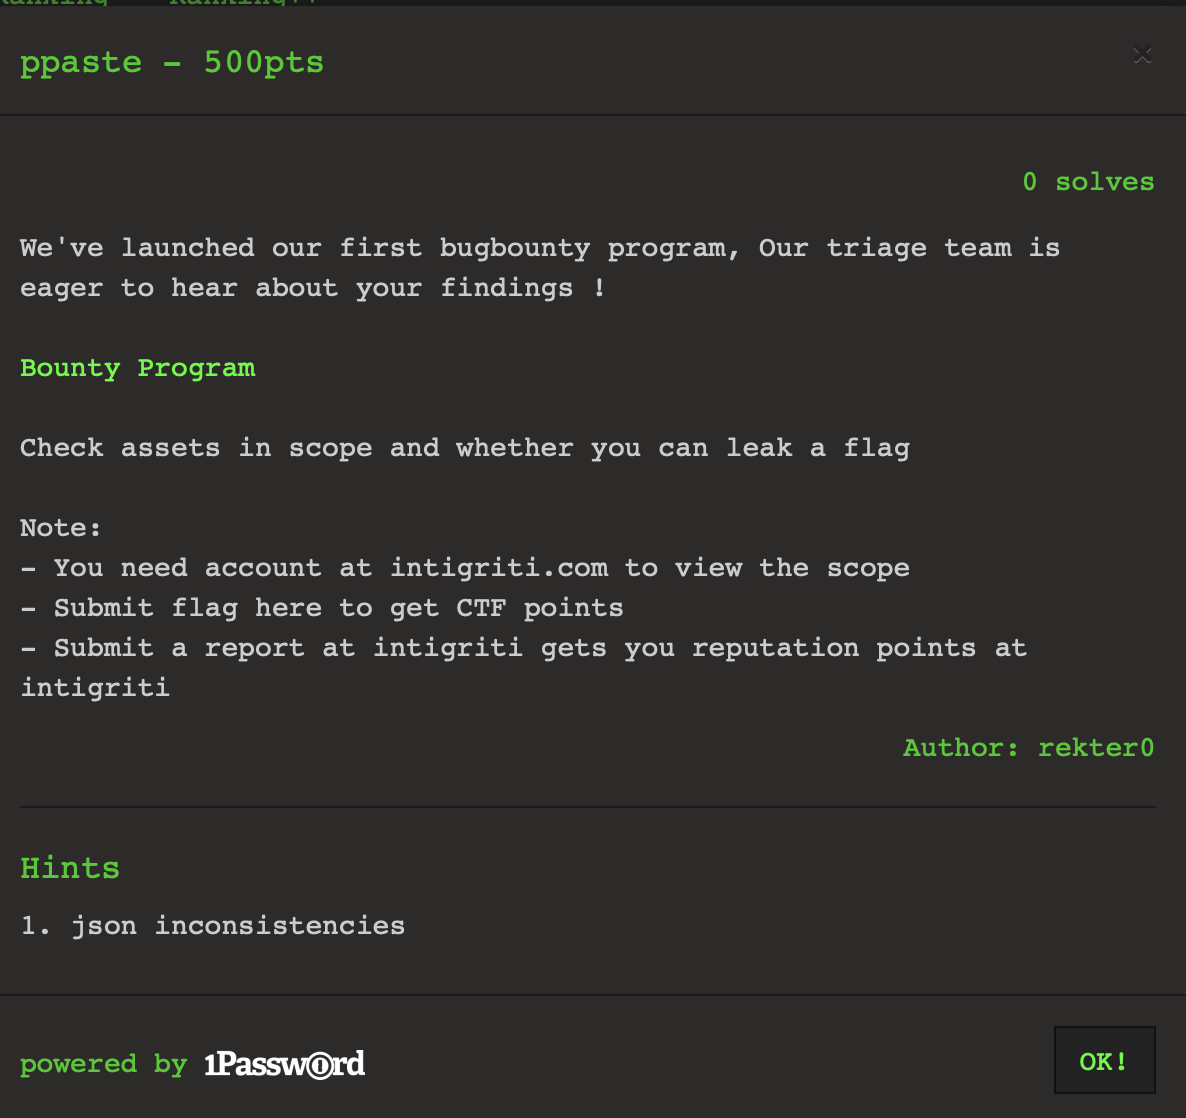 ppaste - 500pts
×
0 solves
We've launched our first bugbounty program, Our triage team is
eager to hear about your findings !
Bounty Program
Check assets in scope and whether you can leak a flag
Note:
- You need account at intigriti.com to view the scope
- Submit flag here to get CTF points
- Submit a report at intigriti gets you reputation points at
intigriti
Author: rekter0
Hints
1. json inconsistencies
powered by 1Password
OK!